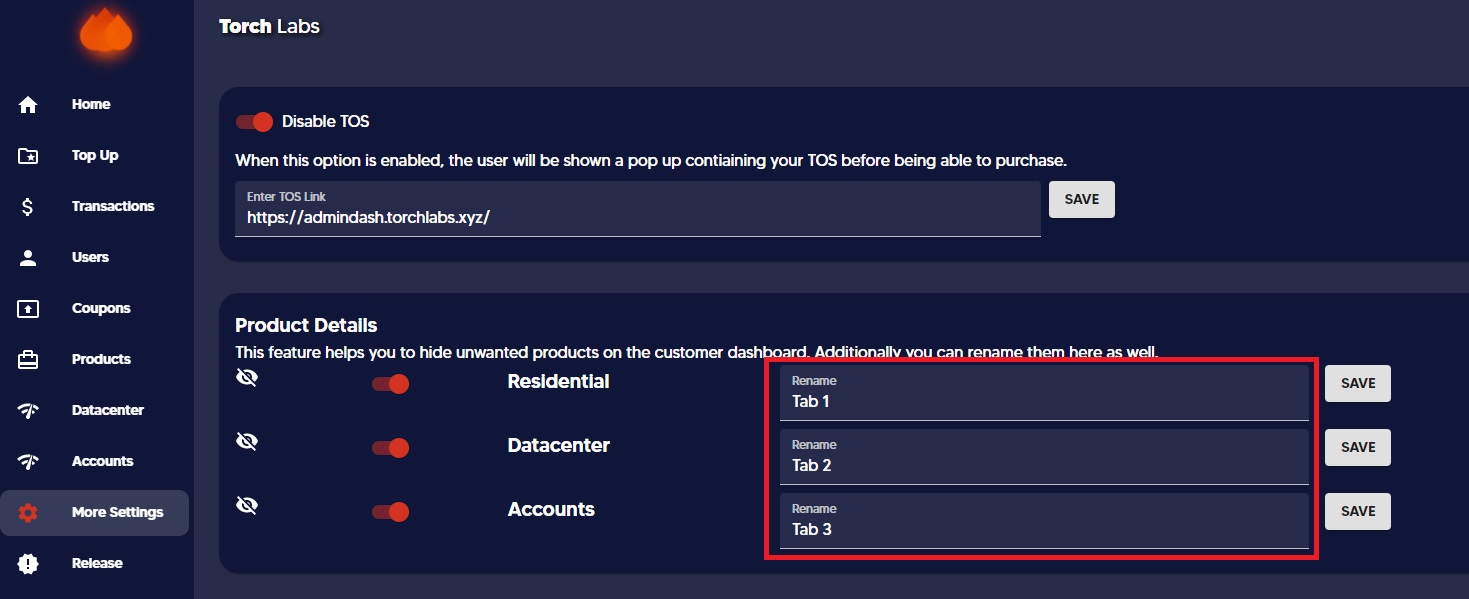 Torch Labs
Home
Top Up
Transactions
Users
Coupons
Products
Datacenter
Accounts
More Settings
Release
Disable TOS
When this option is enabled, the user will be shown a pop up contiaining your TOS before being able to purchase.
Enter TOS Link
https://admindash.torchlabs.xyz/
SAVE
Product Details
This feature helps you to hide unwanted products on the customer dashboard. Additionally you can rename them here as well.
Residential
Rename
Tab 1
SAVE
Datacenter
Rename
Tab 2
SAVE
Accounts
Rename
Tab 3
SAVE